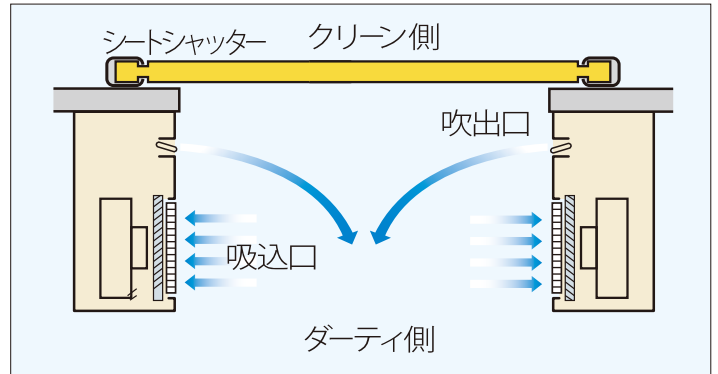 シートシャッター
クリーン側
吹出口
吸込口
ダーティ側